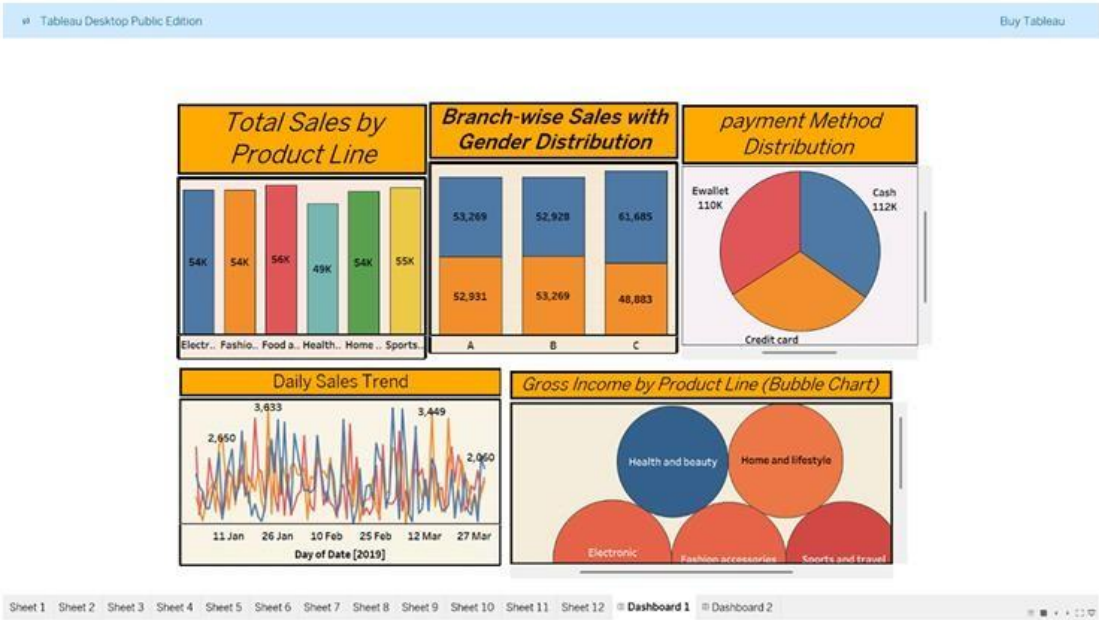 Tableau Desktop Public Edition
Buy Tableau
Total Sales by
Product Line
54K
54K
56K
49K
54K
55K
Electr.. Fashio.. Food a.. Health.. Home .. Sports..
Branch-wise Sales with
Gender Distribution
53,269
52,928
61,685
52,931
53,269
48,883
A
B
C
payment Method
Distribution
Ewallet
110K
Cash
112K
Credit card
Daily Sales Trend
2,650
3,633
3,449
2,060
11 Jan 26 Jan 10 Feb 25 Feb 12 Mar 27 Mar
Day of Date [2019]
Gross Income by Product Line (Bubble Chart)
Health and beauty
Home and lifestyle
Electronic
Fashion accessories
Sports and travel
Sheet 1 Sheet 2 Sheet 3 Sheet 4 Sheet 5 Sheet 6 Sheet 7 Sheet 8 Sheet 9 Sheet 10 Sheet 11 Sheet 12 Dashboard 1 Dashboard 2